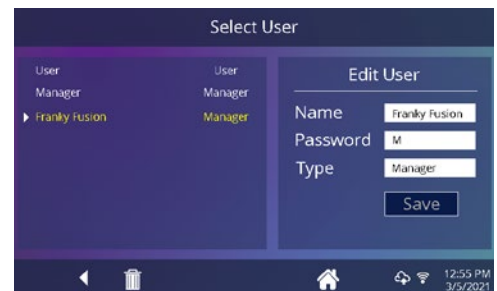 Select User
User User
Manager Manager
Franky Fusion Manager
Edit User
Name Franky Fusion
Password M
Type Manager
Save
12:55 PM
3/5/2021